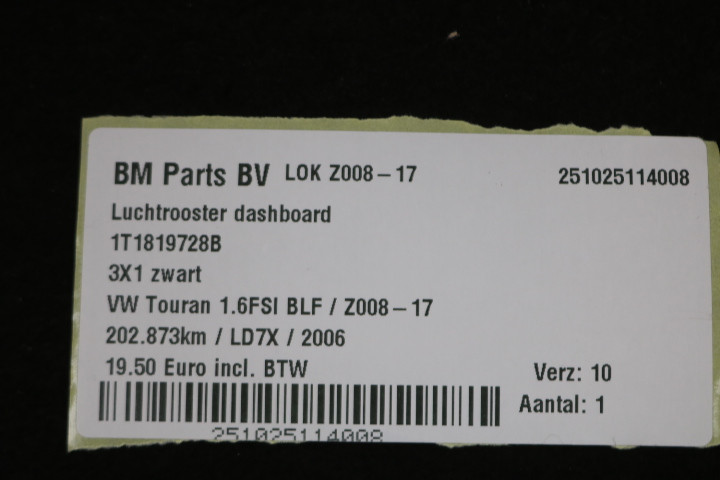 BM Parts BV LOK Z008-17 251025114008
Luchtrooster dashboard
1T1819728B
3X1 zwart
VW Touran 1.6FSI BLF / Z008-17
202.873km / LD7X / 2006
19.50 Euro incl. BTW Verz: 10
Aantal: 1
251025114008